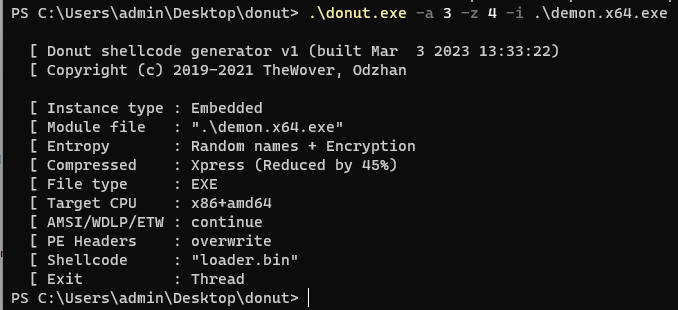 PS C:\Users\admin\Desktop\donut> .\donut.exe -a 3 -z 4 -i .\demon.x64.exe
[ Donut shellcode generator v1 (built Mar  3 2023 13:33:22)
[ Copyright (c) 2019-2021 TheWover, Odzhan
[ Instance type : Embedded
[ Module file   : ".\demon.x64.exe"
[ Entropy       : Random names + Encryption
[ Compressed    : Xpress (Reduced by 45%)
[ File type     : EXE
[ Target CPU    : x86+amd64
[ AMSI/WDLP/ETW : continue
[ PE Headers    : overwrite
[ Shellcode     : "loader.bin"
[ Exit          : Thread
PS C:\Users\admin\Desktop\donut>